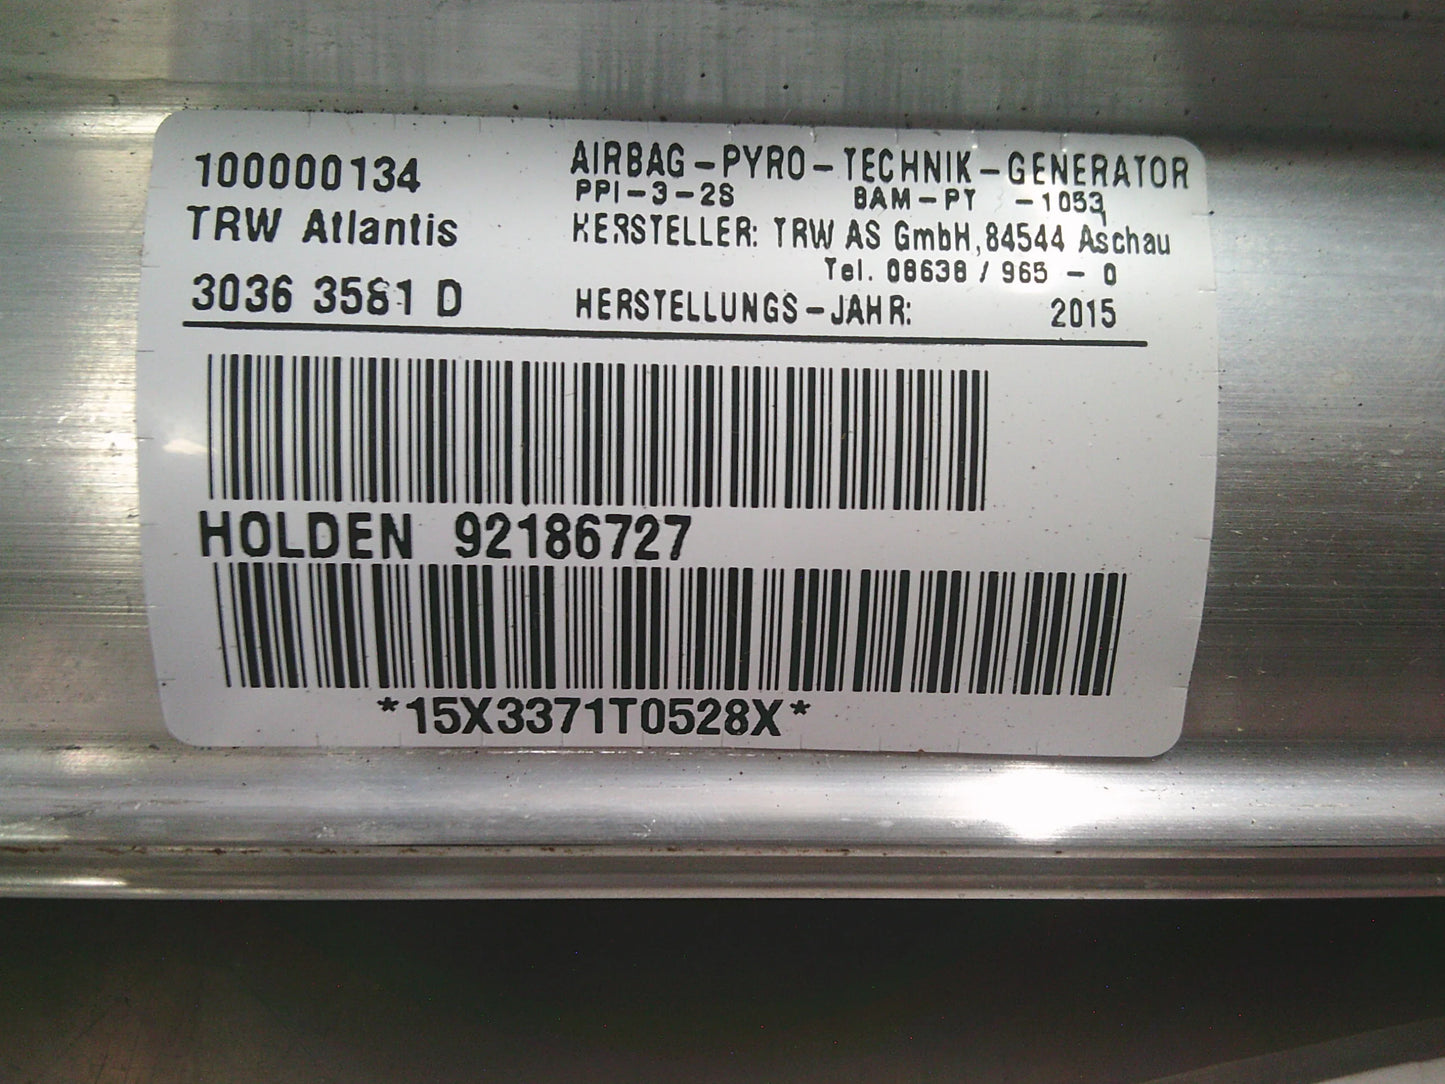 100000134
TRW Atlantis
3036 3581 D
AIRBAG-PYRO-TECHNIK-GENERATOR
PPI-3-2S BAM-PT -1053
HERSTELLER: TRW AS GmbH, 84544 Aschau
Tel. 08638 / 965 - 0
HERSTELLUNGS-JAHR: 2015
HOLDEN 92186727
*15X3371T0528X*